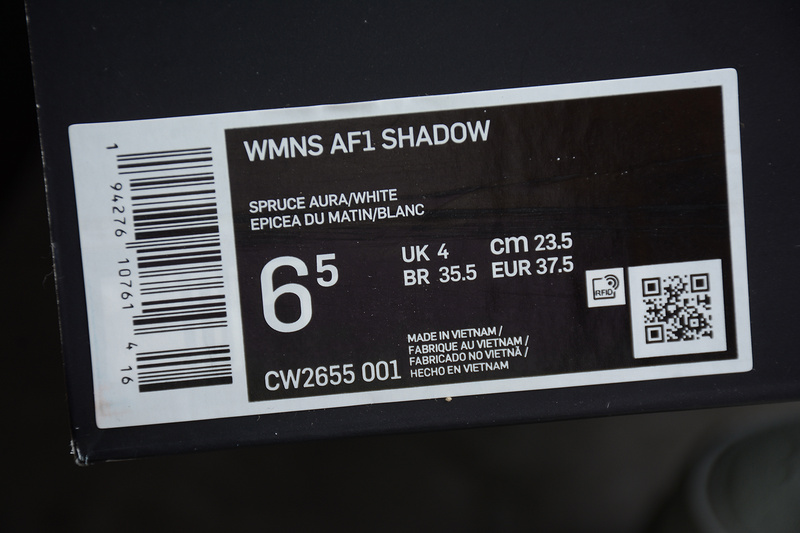 WMNS AF1 SHADOW
SPRUCE AURA/WHITE
EPICEA DU MATIN/BLANC
6 5
UK 4 cm 23.5
BR 35.5 EUR 37.5
RFID
MADE IN VIETNAM /
FABRIQUE AU VIETNAM /
FABRICADO NO VIETNÃ /
HECHO EN VIETNAM
CW2655 001
1 94276 10761 4 16